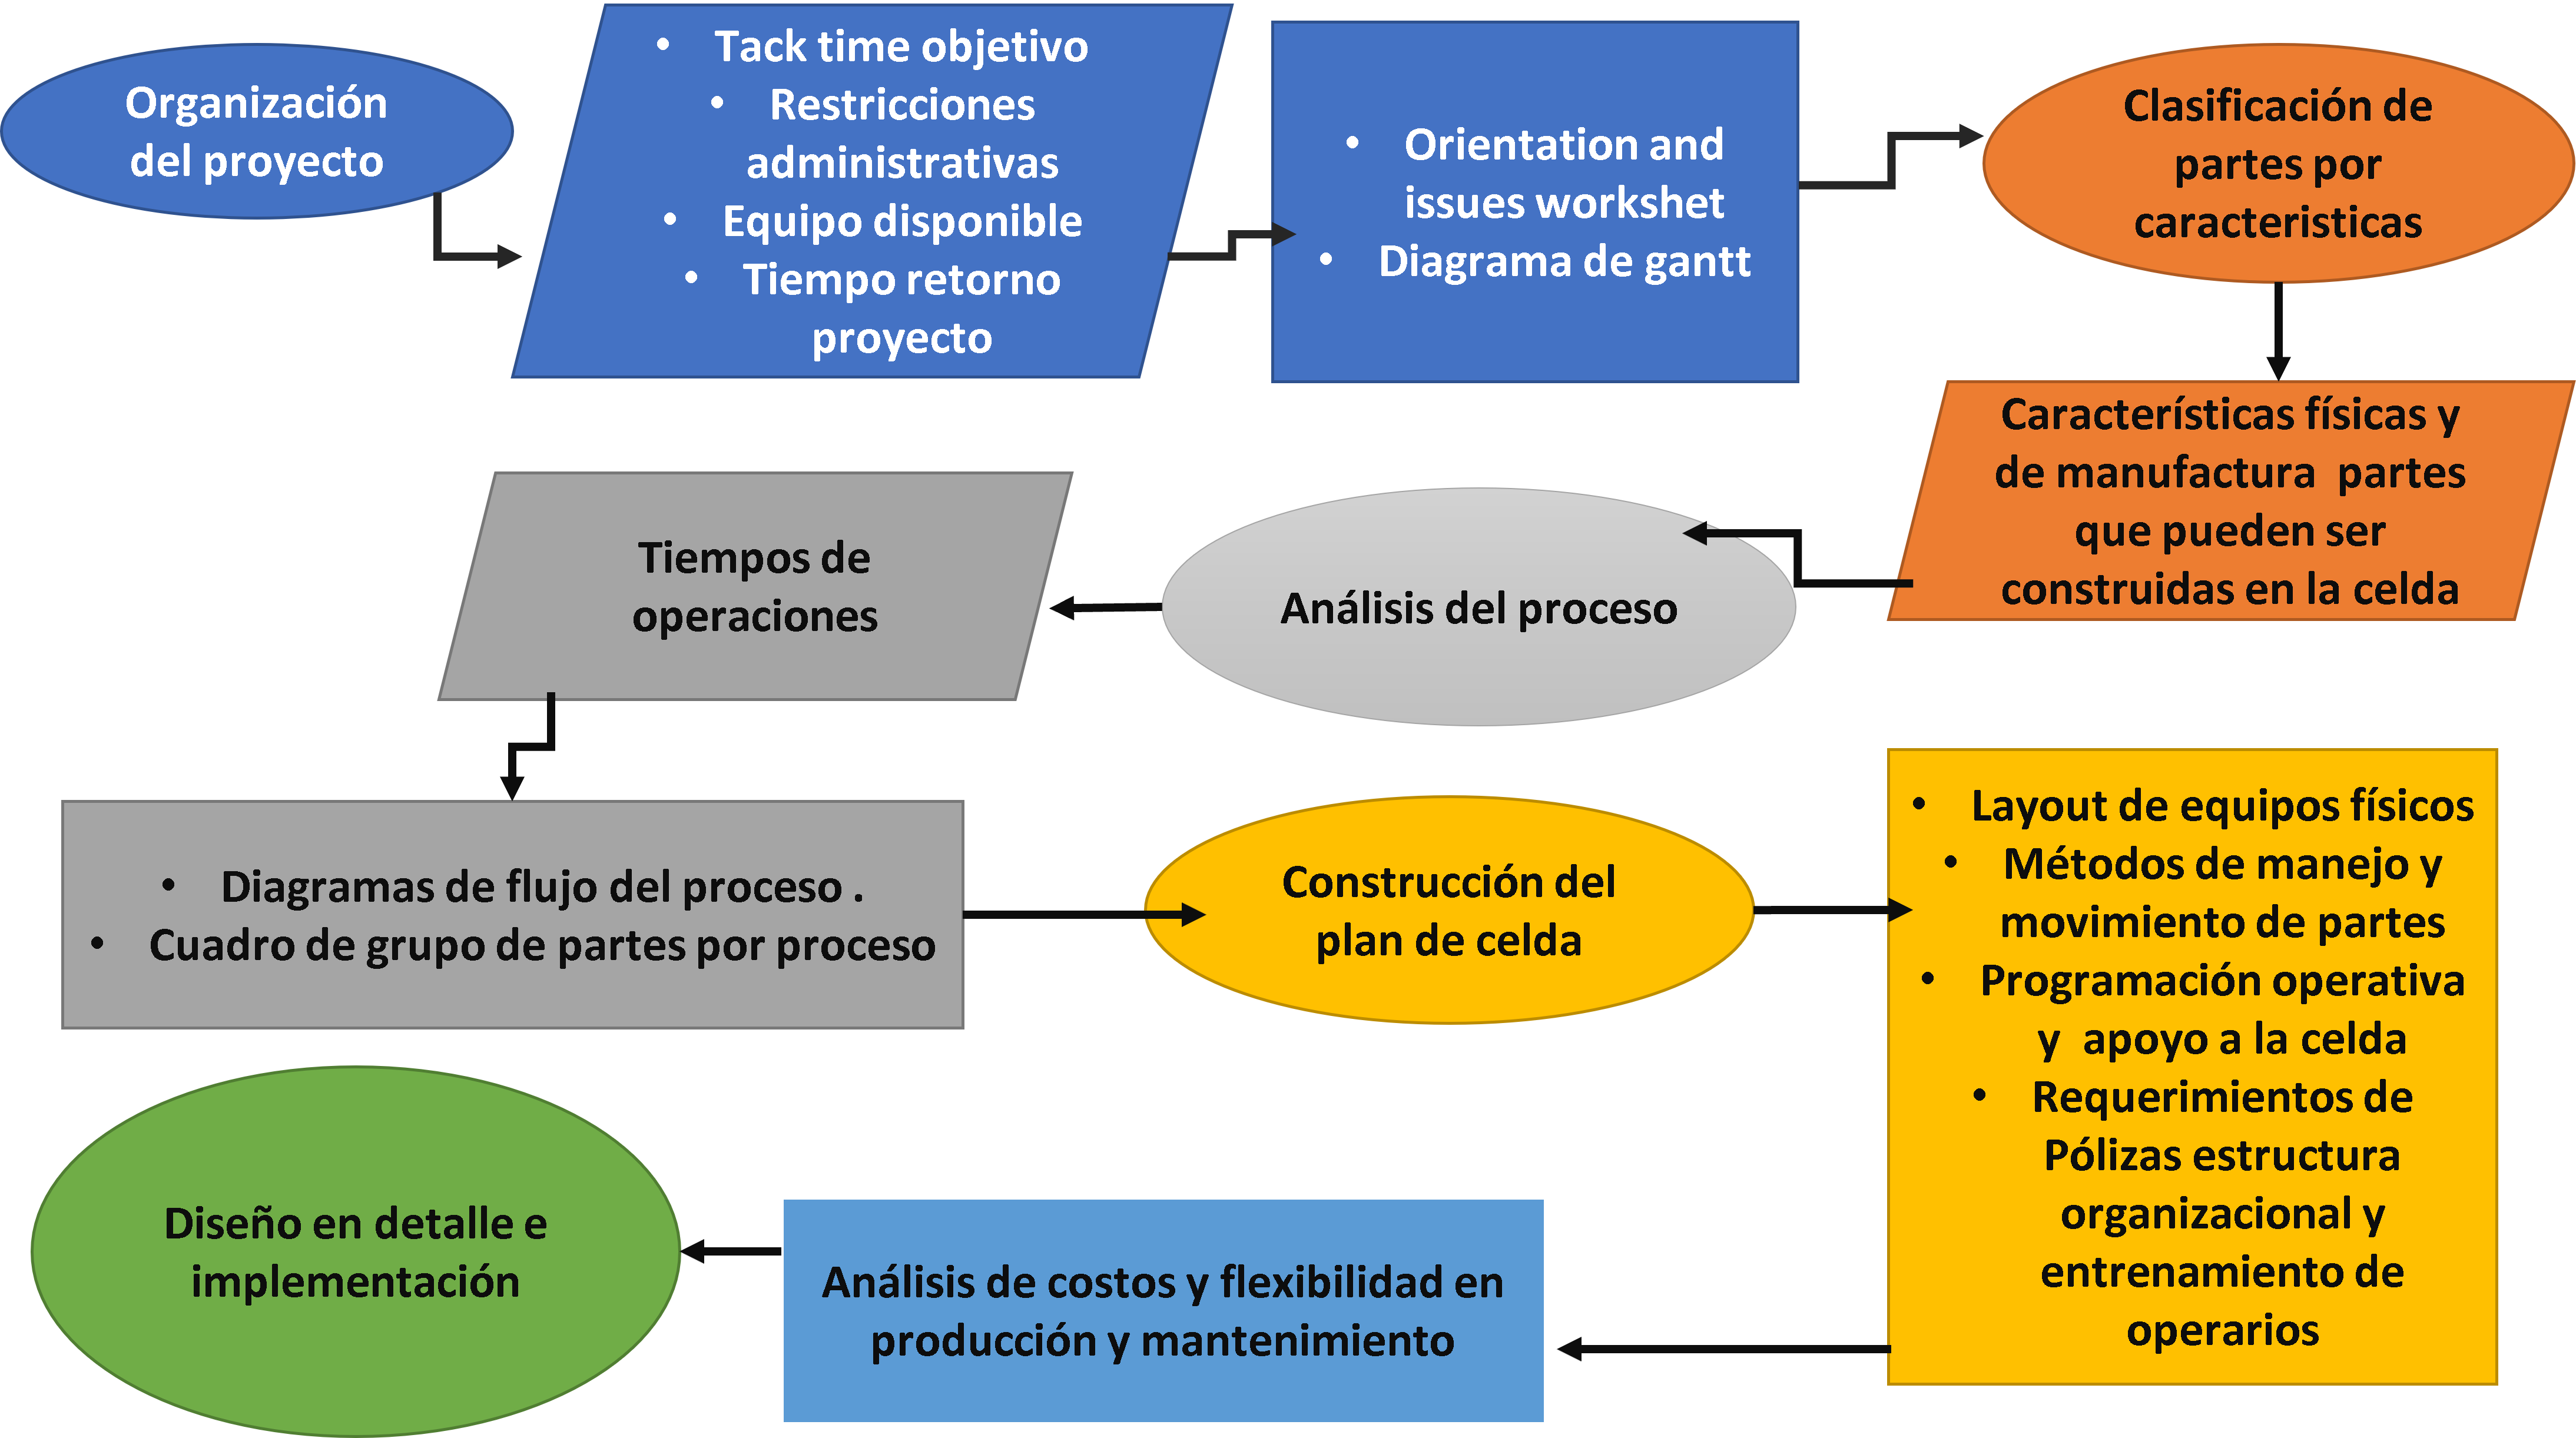 Organización
del proyecto
• Tack time objetivo
• Restricciones
administrativas
• Equipo disponible
• Tiempo retorno
proyecto
• Orientation and
issues workshet
• Diagrama de gantt
Clasificación de
partes por
caracteristicas
Características físicas y
de manufactura partes
que pueden ser
construidas en la celda
Análisis del proceso
Tiempos de
operaciones
• Diagramas de flujo del proceso .
• Cuadro de grupo de partes por proceso
Construcción del
plan de celda
• Layout de equipos físicos
• Métodos de manejo y
movimiento de partes
• Programación operativa
y apoyo a la celda
• Requerimientos de
Pólizas estructura
organizacional y
entrenamiento de
operarios
Análisis de costos y flexibilidad en
producción y mantenimiento
Diseño en detalle e
implementación